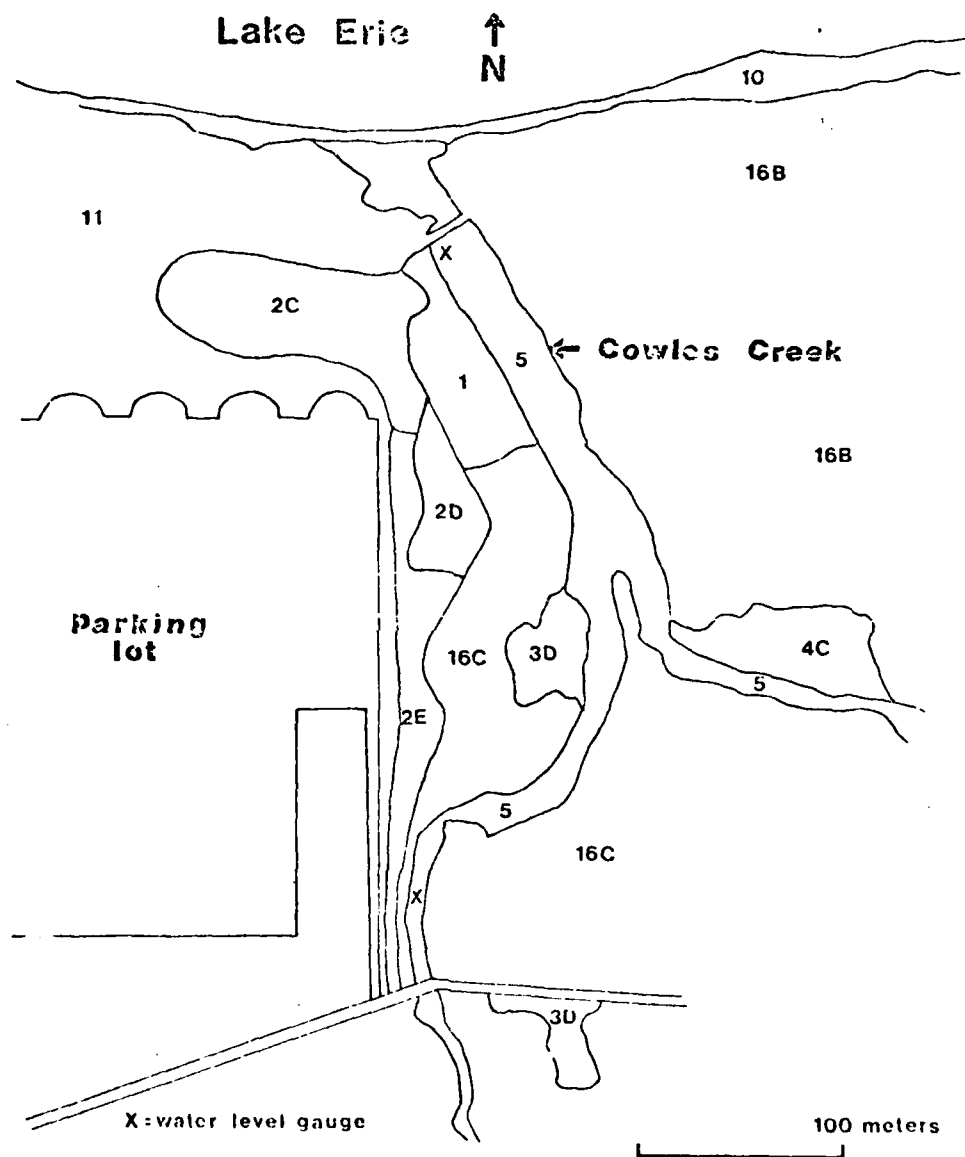 Lake Erie
N
10
16B
11
X
2C
5
Cowles Creek
1
16B
2D
Parking
lot
16C
3D
4C
5
2E
5
16C
X
3D
X=water level gauge
100 meters